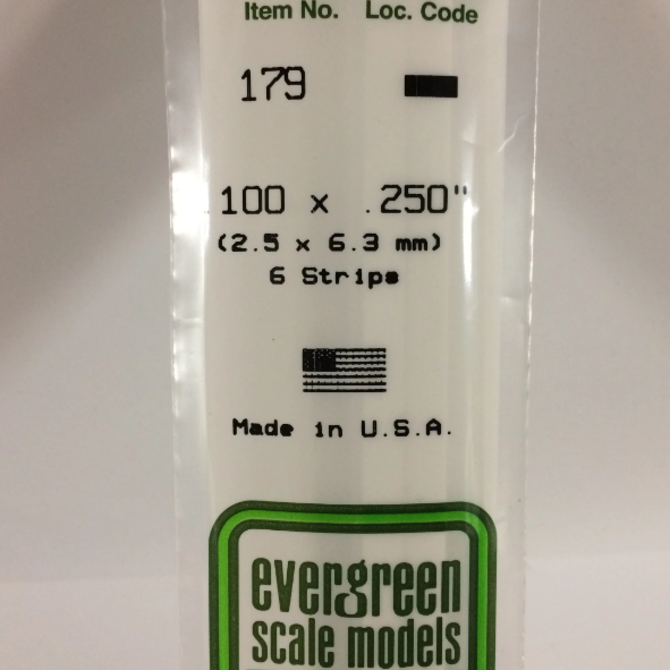 Item No. Loc. Code
179
.100 x .250"
(2.5 x 6.3 mm)
6 Strips
Made in U.S.A.
evergreen
scale models